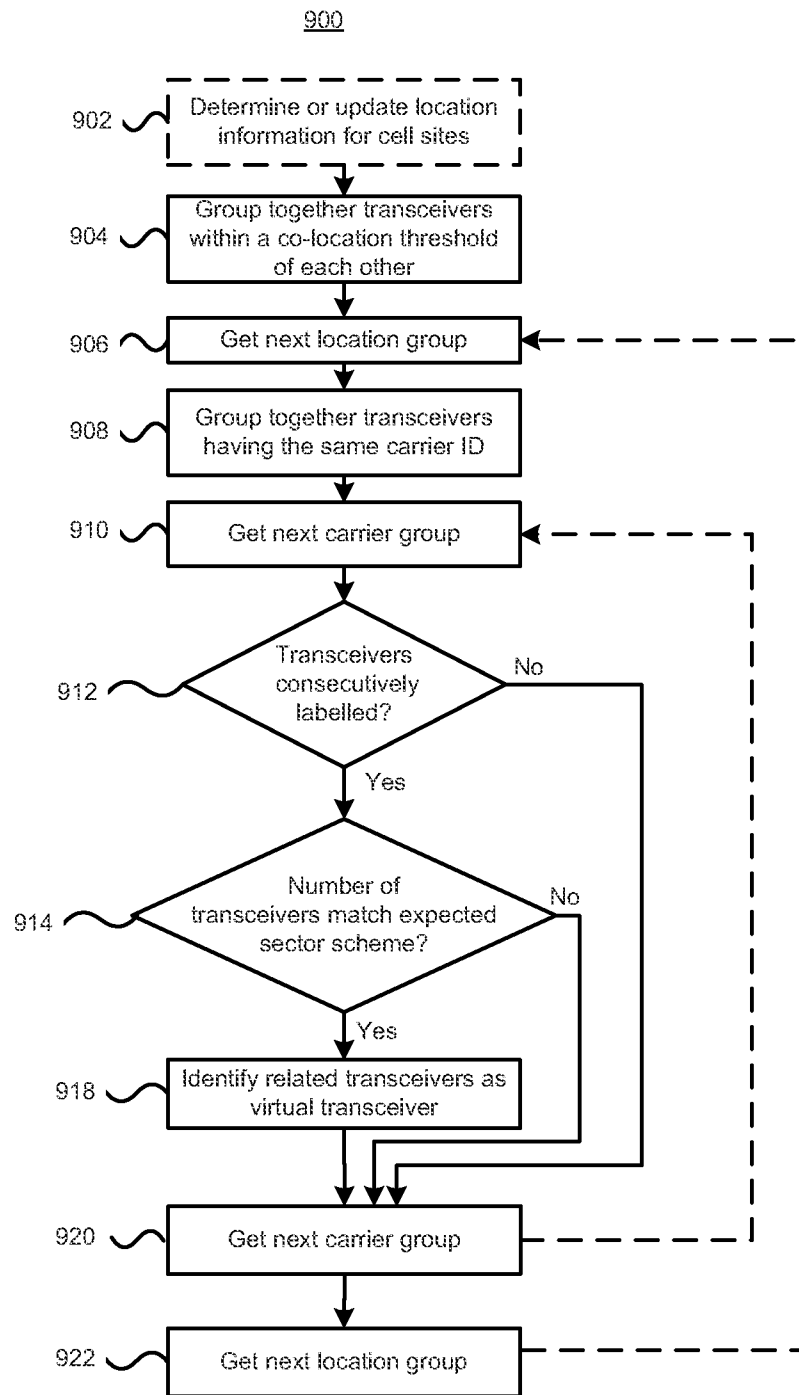 900
902
Determine or update location
information for cell sites
904
Group together transceivers
within a co-location threshold
of each other
906
Get next location group
908
Group together transceivers
having the same carrier ID
910
Get next carrier group
912
Transceivers
consecutively
labelled?
No
Yes
914
Number of
transceivers match expected
sector scheme?
No
Yes
918
Identify related transceivers as
virtual transceiver
920
Get next carrier group
922
Get next location group